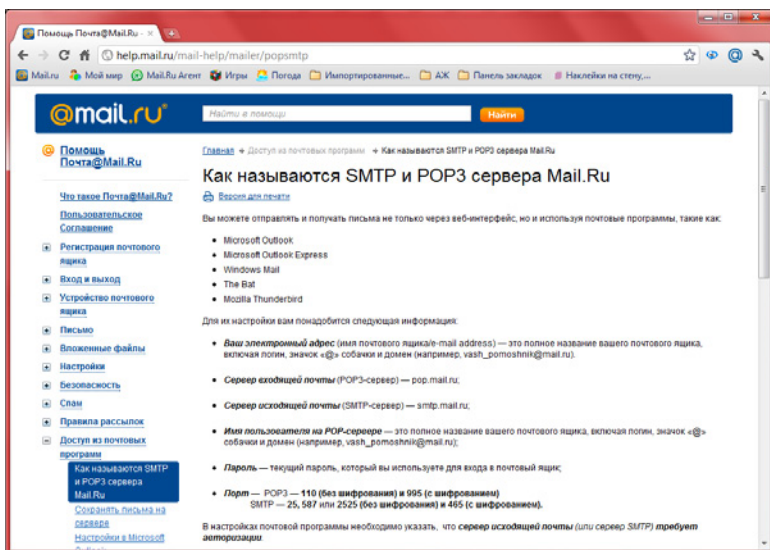 Помощь Почта@Mail.Ru -
help.mail.ru/mail-help/mailer/popsmtp
Mail.ru Мой мир Mail.Ru Агент Игры Погода Импортированные... АЖ Панель закладок Наклейки на стену,...
@mail.ru
Найти в помощи
Найти
Помощь
Почта@Mail.Ru
Что такое Почта@Mail.Ru?
Пользовательское
Соглашение
Регистрация почтового
ящика
Вход и выход
Устройство почтового
ящика
Письмо
Вложенные файлы
Настройки
Безопасность
Спам
Правила рассылок
Доступ из почтовых
программ
Как называются SMTP
и POP3 сервера
Mail.Ru
Сохранять письма на
сервере
Настройки в Microsoft
Главная → Доступ из почтовых программ → Как называются SMTP и POP3 сервера Mail.Ru
Как называются SMTP и POP3 сервера Mail.Ru
Версия для печати
Вы можете отправлять и получать письма не только через веб-интерфейс, но и используя почтовые программы, такие как:
• Microsoft Outlook
• Microsoft Outlook Express
• Windows Mail
• The Bat
• Mozilla Thunderbird
Для их настройки вам понадобится следующая информация:
• Ваш электронный адрес (имя почтового ящика/e-mail address) — это полное название вашего почтового ящика,
включая логин, значок «@» собачки и домен (например, vash_pomoshnik@mail.ru).
• Сервер входящей почты (POP3-сервер) — pop.mail.ru;
• Сервер исходящей почты (SMTP-сервер) — smtp.mail.ru;
• Имя пользователя на POP-сервере — это полное название вашего почтового ящика, включая логин, значок «@»
собачки и домен (например, vash_pomoshnik@mail.ru);
• Пароль — текущий пароль, который вы используете для входа в почтовый ящик;
• Порт — POP3 — 110 (без шифрования) и 995 (с шифрованием)
SMTP — 25, 587 или 2525 (без шифрования) и 465 (с шифрованием).
В настройках почтовой программы необходимо указать, что сервер исходящей почты (или сервер SMTP) требует
авторизации.